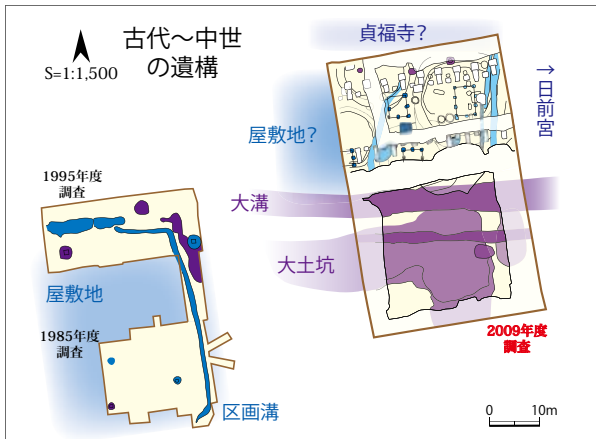 古代～中世
の遺構
S=1:1,500
貞福寺？
→日前宮
屋敷地？
1995年度
調査
大溝
大土坑
屋敷地
1985年度
調査
2009年度
調査
区画溝
0 10m